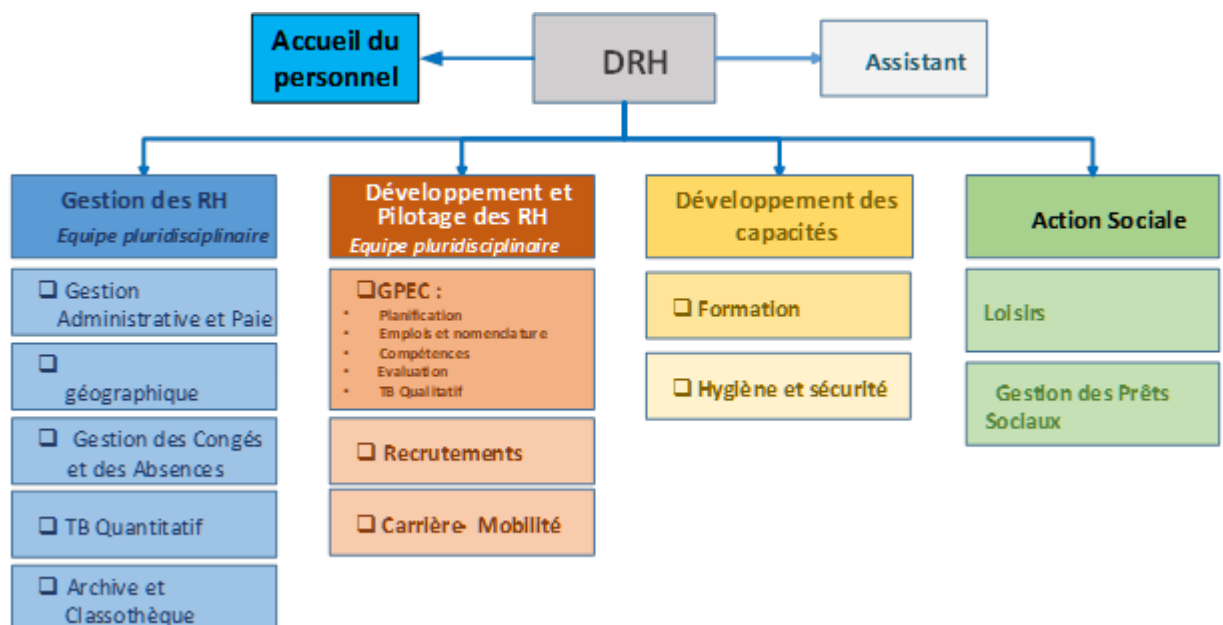 Accueil du
personnel
DRH
Assistant
Gestion des RH
Equipe pluridisciplinaire
❑ Gestion
Administrative et Paie
❑
géographique
❑ Gestion des Congés
et des Absences
❑ TB Quantitatif
❑ Archive et
Classothèque
Développement et
Pilotage des RH
Equipe pluridisciplinaire
❑GPEC :
• Planification
• Emplois et nomenclature
• Compétences
• Evaluation
• TB Qualitatif
❑ Recrutements
❑ Carrière- Mobilité
Développement des
capacités
❑ Formation
❑ Hygiène et sécurité
Action Sociale
Loisirs
Gestion des Prêts
Sociaux